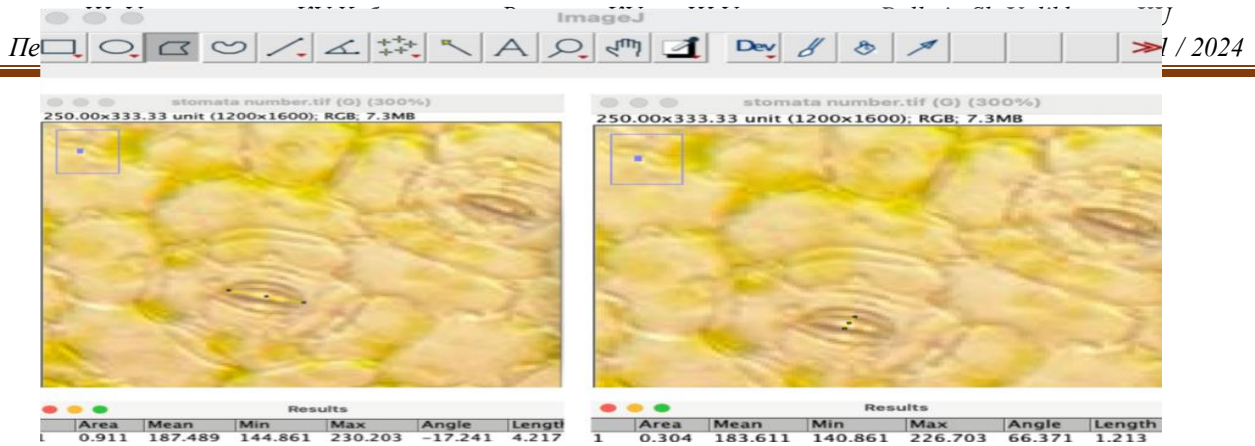 ImageJ
Пе
Dev
l / 2024
stomata number.tif (G) (300%)
250.00x333.33 unit (1200x1600); RGB; 7.3MB
stomata number.tif (G) (300%)
250.00x333.33 unit (1200x1600); RGB; 7.3MB
Results
Area Mean Min Max Angle Length
0.911 187.489 144.861 230.203 −17.241 4.217
Results
Area Mean Min Max Angle Length
1 0.304 183.611 140.861 226.703 66.371 1.213